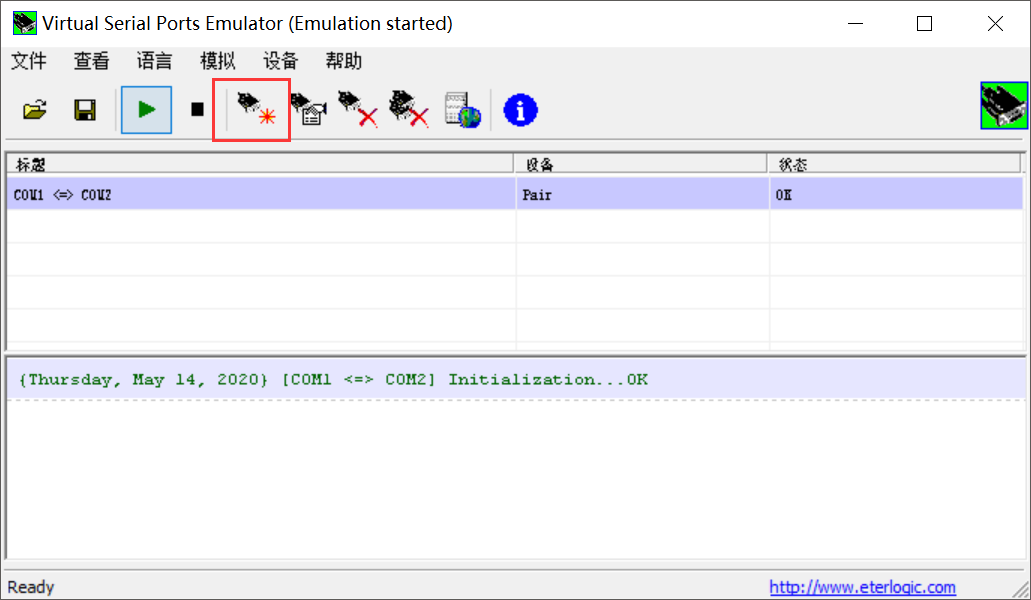 Virtual Serial Ports Emulator (Emulation started)
文件 查看 语言 模拟 设备 帮助
标题 设备 状态
COM1 <=> COM2 Pair OK
{Thursday, May 14, 2020} [COM1 <=> COM2] Initialization...OK
Ready http://www.eterlogic.com